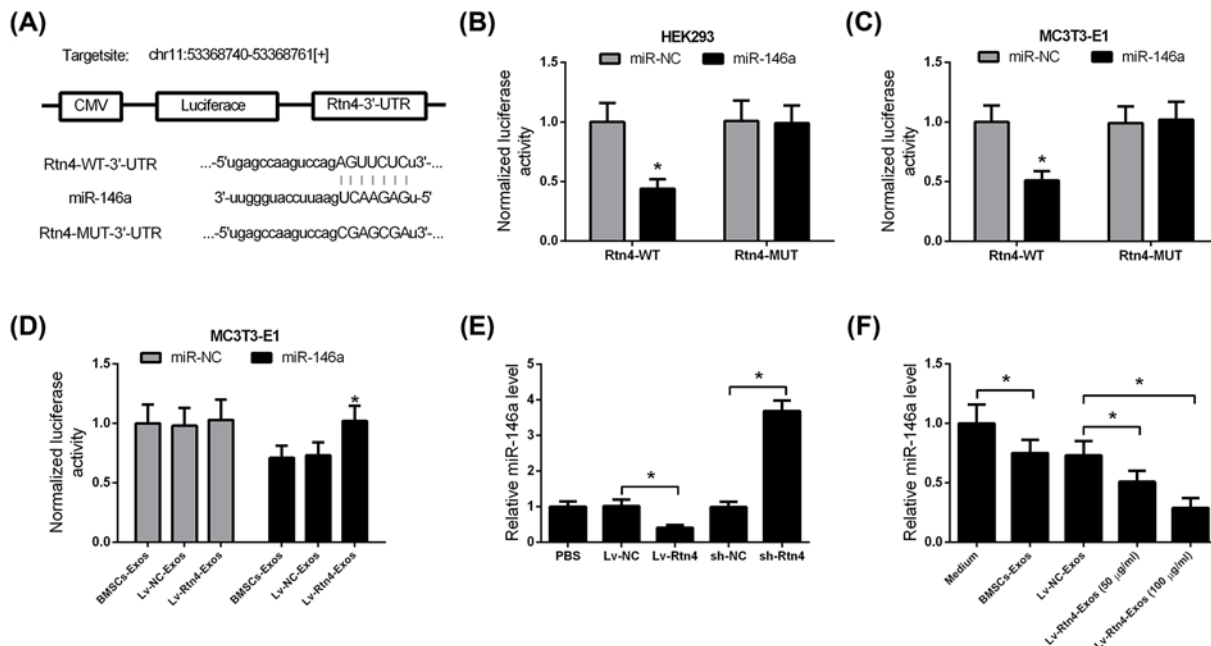 (A)
Targetsite: chr11:53368740-53368761[+]
CMV Luciferace Rtn4-3'-UTR
Rtn4-WT-3'-UTR ...-5'ugagccaaguccagAGUUCUCu3'-...
miR-146a 3'-uuggguaccuuaagUCAAGAGu-5'
Rtn4-MUT-3'-UTR ...-5'ugagccaaguccagCGAGCGAu3'-...
(B)
HEK293
miR-NC miR-146a
Normalized luciferase activity
1.5
1.0
0.5
0.0
*
Rtn4-WT Rtn4-MUT
(C)
MC3T3-E1
miR-NC miR-146a
Normalized luciferase activity
1.5
1.0
0.5
0.0
*
Rtn4-WT Rtn4-MUT
(D)
MC3T3-E1
miR-NC miR-146a
Normalized luciferase activity
1.5
1.0
0.5
0.0
*
BMSCs-Exos
Lv-NC-Exos
Lv-Rtn4-Exos
BMSCs-Exos
Lv-NC-Exos
Lv-Rtn4-Exos
(E)
Relative miR-146a level
5
4
3
2
1
0
*
*
PBS Lv-NC Lv-Rtn4 sh-NC sh-Rtn4
(F)
Relative miR-146a level
1.5
1.0
0.5
0.0
*
*
*
Medium
BMSCs-Exos
Lv-NC-Exos
Lv-Rtn4-Exos (50 μg/ml)
Lv-Rtn4-Exos (100 μg/ml)